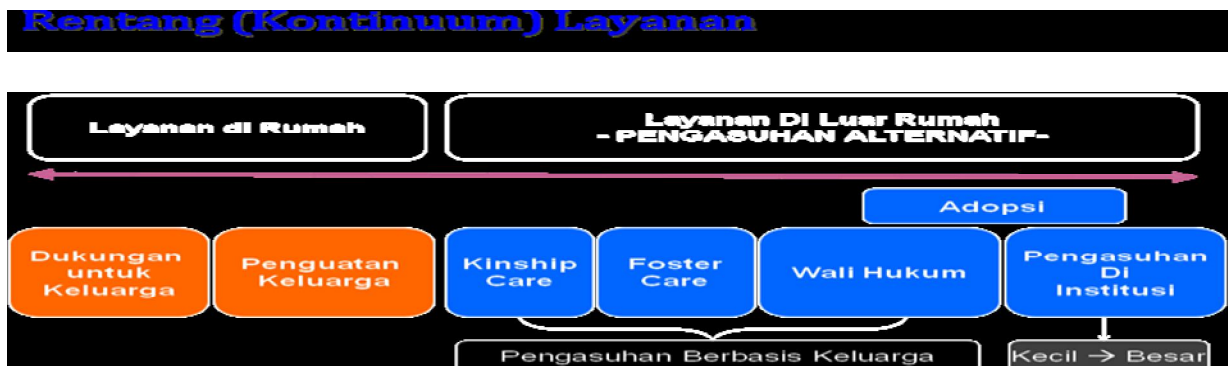 Rentang (Kontinuum) Layanan
Layanan di Rumah
Layanan Di Luar Rumah
- PENGASUHAN ALTERNATIF-
Adopsi
Dukungan
untuk
Keluarga
Penguatan
Keluarga
Kinship
Care
Foster
Care
Wali Hukum
Pengasuhan
Di
Institusi
Pengasuhan Berbasis Keluarga
Kecil → Besar